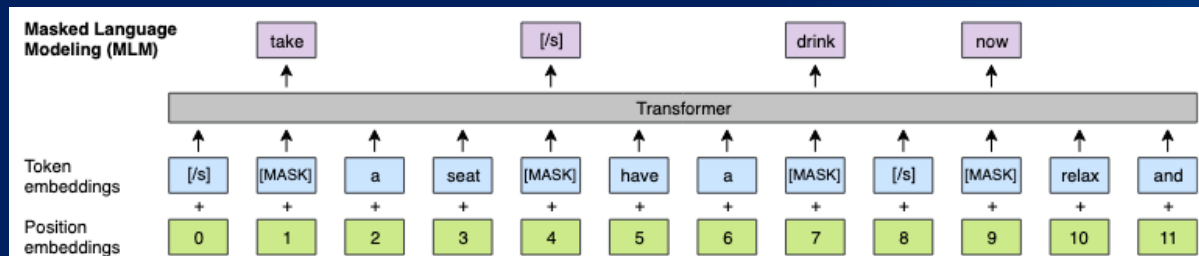 Masked Language
Modeling (MLM)
take [/s] drink now
Transformer
Token
embeddings
[/s] [MASK] a seat [MASK] have a [MASK] [/s] [MASK] relax and
+ + + + + + + + + + + +
Position
embeddings
0 1 2 3 4 5 6 7 8 9 10 11